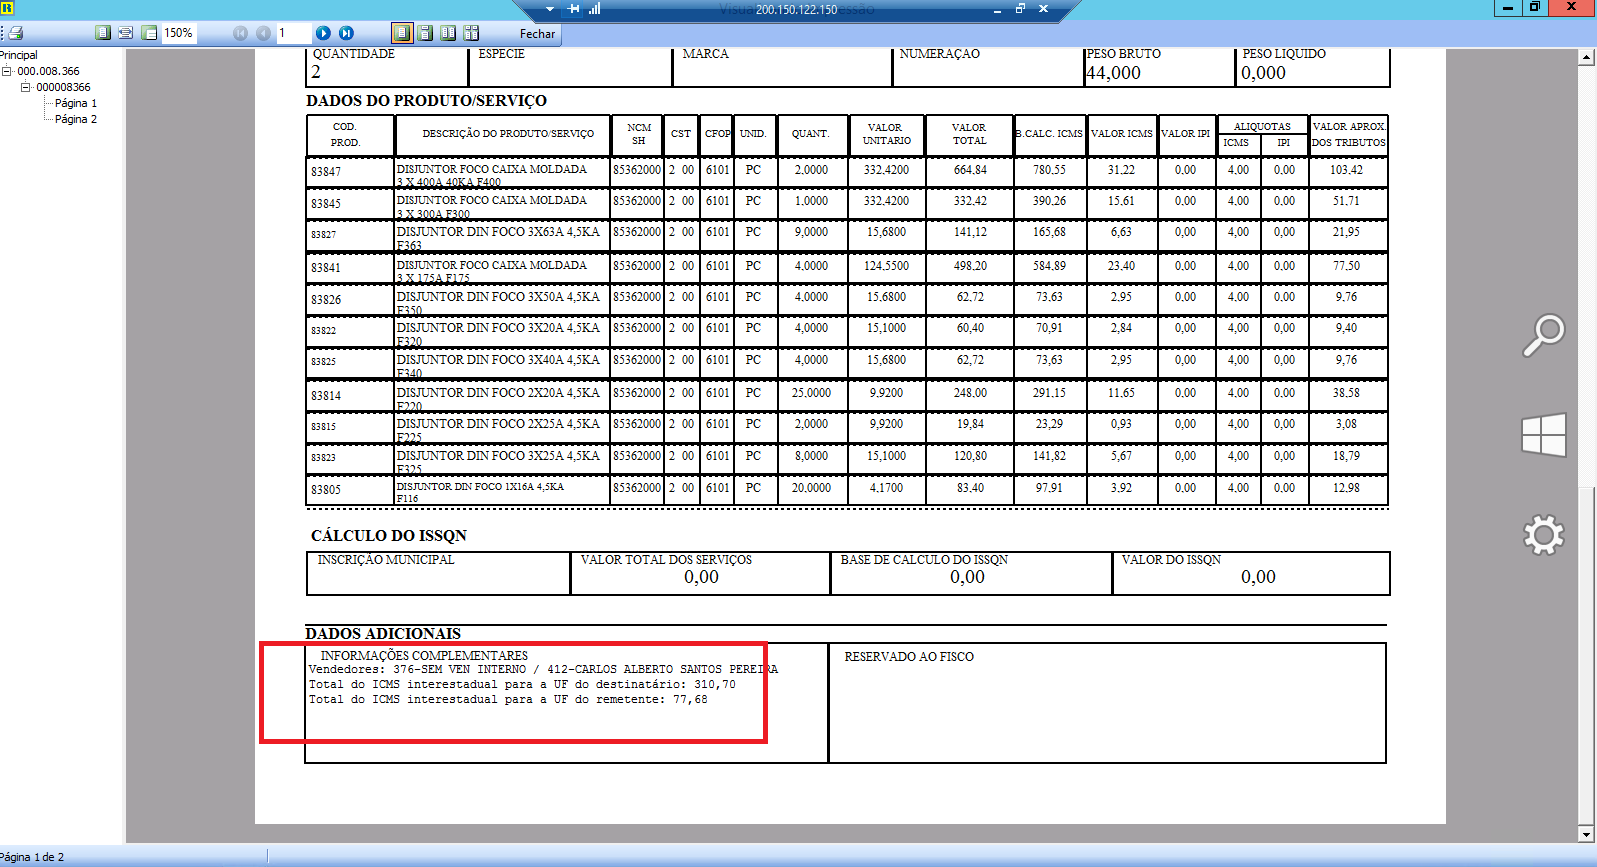 200.150.122.150
150%
1
Fechar
Principal
000.008.366
000008366
Página 1
Página 2
QUANTIDADE ESPÉCIE MARCA NUMERAÇÃO PESO BRUTO PESO LIQUIDO
2 44,000 0,000
DADOS DO PRODUTO/SERVIÇO
COD. PROD. DESCRIÇÃO DO PRODUTO/SERVIÇO NCM SH CST CFOP UNID. QUANT. VALOR UNITARIO VALOR TOTAL B.CALC. ICMS VALOR ICMS VALOR IPI ALIQUOTAS ICMS IPI VALOR APROX. DOS TRIBUTOS
83847 DISJUNTOR FOCO CAIXA MOLDADA 85362000 2 00 6101 PC 2,0000 332,4200 664,84 780,55 31,22 0,00 4,00 0,00 103,42
3 X 400A 40KA F400
83845 DISJUNTOR FOCO CAIXA MOLDADA 85362000 2 00 6101 PC 1,0000 332,4200 332,42 390,26 15,61 0,00 4,00 0,00 51,71
3 X 300A F300
83827 DISJUNTOR DIN FOCO 3X63A 4,5KA 85362000 2 00 6101 PC 9,0000 15,6800 141,12 165,68 6,63 0,00 4,00 0,00 21,95
F363
83841 DISJUNTOR FOCO CAIXA MOLDADA 85362000 2 00 6101 PC 4,0000 124,5500 498,20 584,89 23,40 0,00 4,00 0,00 77,50
3 X 175A F175
83826 DISJUNTOR DIN FOCO 3X50A 4,5KA 85362000 2 00 6101 PC 4,0000 15,6800 62,72 73,63 2,95 0,00 4,00 0,00 9,76
F350
83822 DISJUNTOR DIN FOCO 3X20A 4,5KA 85362000 2 00 6101 PC 4,0000 15,1000 60,40 70,91 2,84 0,00 4,00 0,00 9,40
F320
83825 DISJUNTOR DIN FOCO 3X40A 4,5KA 85362000 2 00 6101 PC 4,0000 15,6800 62,72 73,63 2,95 0,00 4,00 0,00 9,76
F340
83814 DISJUNTOR DIN FOCO 2X20A 4,5KA 85362000 2 00 6101 PC 25,0000 9,9200 248,00 291,15 11,65 0,00 4,00 0,00 38,58
F220
83815 DISJUNTOR DIN FOCO 2X25A 4,5KA 85362000 2 00 6101 PC 2,0000 9,9200 19,84 23,29 0,93 0,00 4,00 0,00 3,08
F225
83823 DISJUNTOR DIN FOCO 3X25A 4,5KA 85362000 2 00 6101 PC 8,0000 15,1000 120,80 141,82 5,67 0,00 4,00 0,00 18,79
F325
83805 DISJUNTOR DIN FOCO 1X16A 4,5KA 85362000 2 00 6101 PC 20,0000 4,1700 83,40 97,91 3,92 0,00 4,00 0,00 12,98
F116
CÁLCULO DO ISSQN
INSCRIÇÃO MUNICIPAL VALOR TOTAL DOS SERVIÇOS BASE DE CALCULO DO ISSQN VALOR DO ISSQN
0,00 0,00 0,00
DADOS ADICIONAIS
INFORMAÇÕES COMPLEMENTARES RESERVADO AO FISCO
Vendedores: 376-SEM VEN INTERNO / 412-CARLOS ALBERTO SANTOS PEREIRA
Total do ICMS interestadual para a UF do destinatário: 310,70
Total do ICMS interestadual para a UF do remetente: 77,68
Página 1 de 2